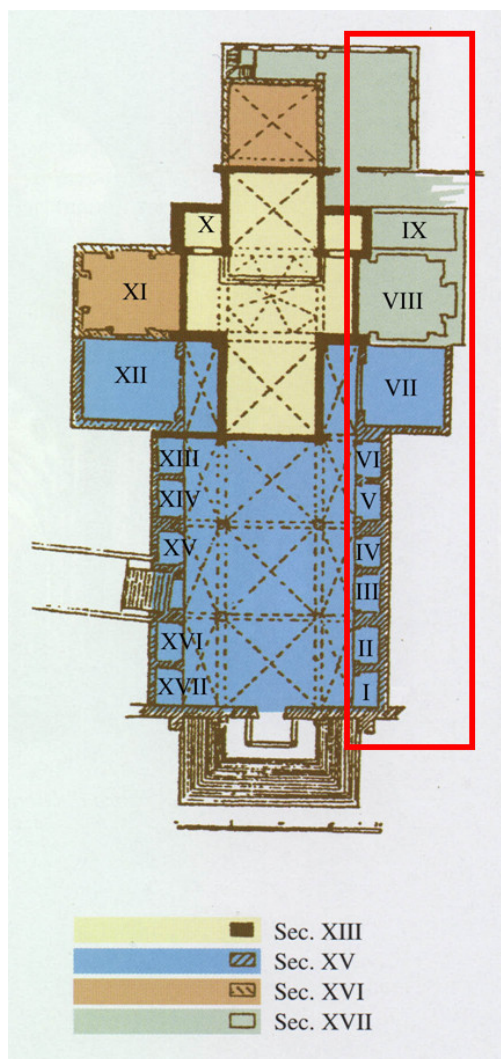 X
IX
XI
VIII
XII
VII
XIII
VI
XIV
V
XV
IV
III
XVI
II
XVII
I
Sec. XIII
Sec. XV
Sec. XVI
Sec. XVII